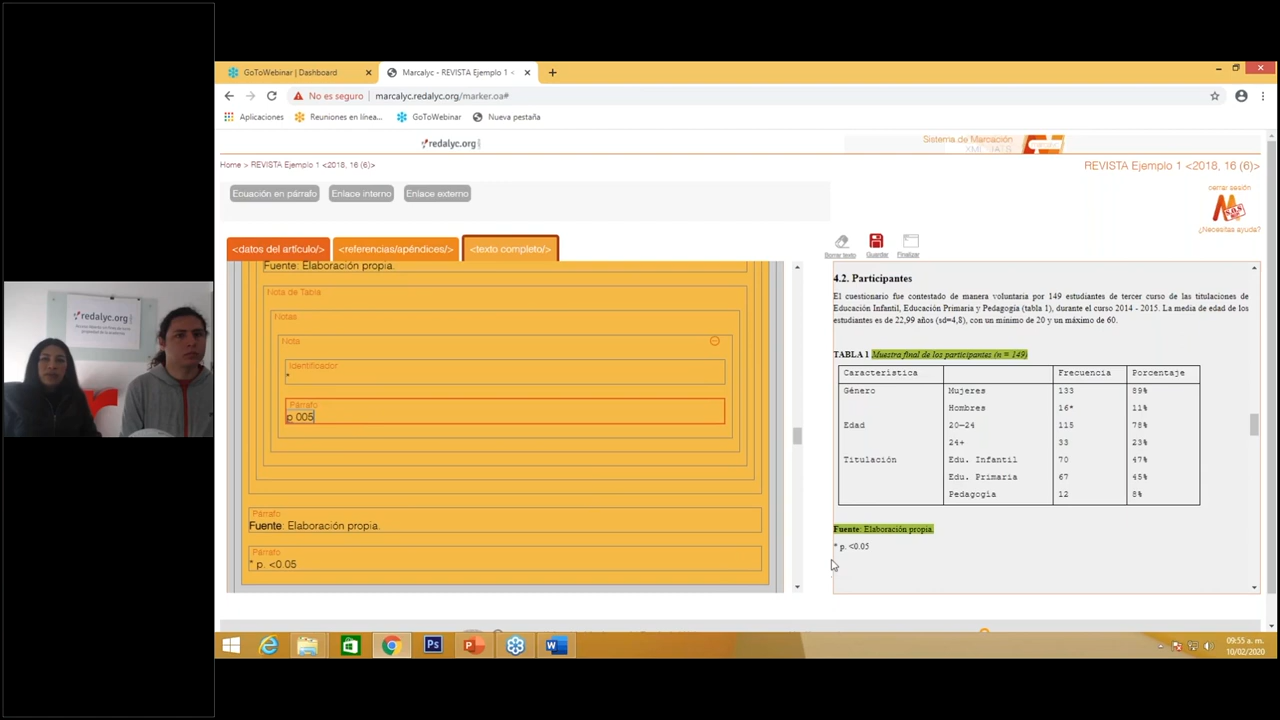 GoToWebinar | Dashboard
Marcalyc - REVISTA Ejemplo 1 <
No es seguro
marcalyc.redalyc.org/marker.oa#
Aplicaciones
Reuniones en línea...
GoToWebinar
Nueva pestaña
redalyc.org
Sistema de Marcación
XML JATS
Home > REVISTA Ejemplo 1 <2018, 16 (6)>
REVISTA Ejemplo 1 <2018, 16 (6)>
cerrar sesión
¿Necesitas ayuda?
Ecuación en párrafo
Enlace interno
Enlace externo
<datos del artículo/>
<referencias/apéndices/>
<texto completo/>
Borrar texto
Guardar
Finalizar
Fuente: Elaboración propia.
Nota de Tabla
Notas
Nota
Identificador
*
Párrafo
p 005
Párrafo
Fuente: Elaboración propia.
Párrafo
* p. <0.05
4.2. Participantes
El cuestionario fue contestado de manera voluntaria por 149 estudiantes de tercer curso de las titulaciones de
Educación Infantil, Educación Primaria y Pedagogía (tabla 1), durante el curso 2014 - 2015. La media de edad de los
estudiantes es de 22,99 años (sd=4,8), con un mínimo de 20 y un máximo de 60.
TABLA 1 Muestra final de los participantes (n = 149)
Característica Frecuencia Porcentaje
Género Mujeres 133 89%
Hombres 16* 11%
Edad 20—24 115 78%
24+ 33 23%
Titulación Edu. Infantil 70 47%
Edu. Primaria 67 45%
Pedagogía 12 8%
Fuente: Elaboración propia.
* p. <0.05
redalyc.org
09:55 a. m.
10/02/2020